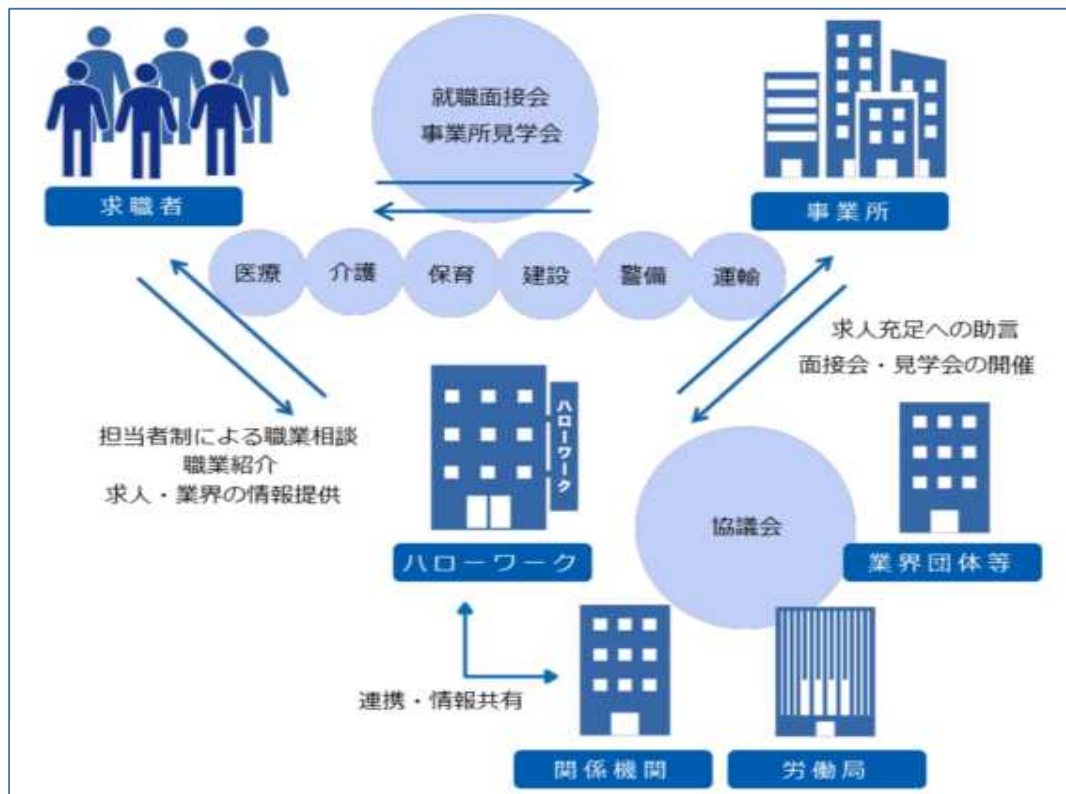 就職面接会
事業所見学会
求職者
事業所
医療
介護
保育
建設
警備
運輸
求人充足への助言
面接会・見学会の開催
担当者制による職業相談
職業紹介
求人・業界の情報提供
ハローワーク
ハローワーク
協議会
業界団体等
連携・情報共有
関係機関
労働局